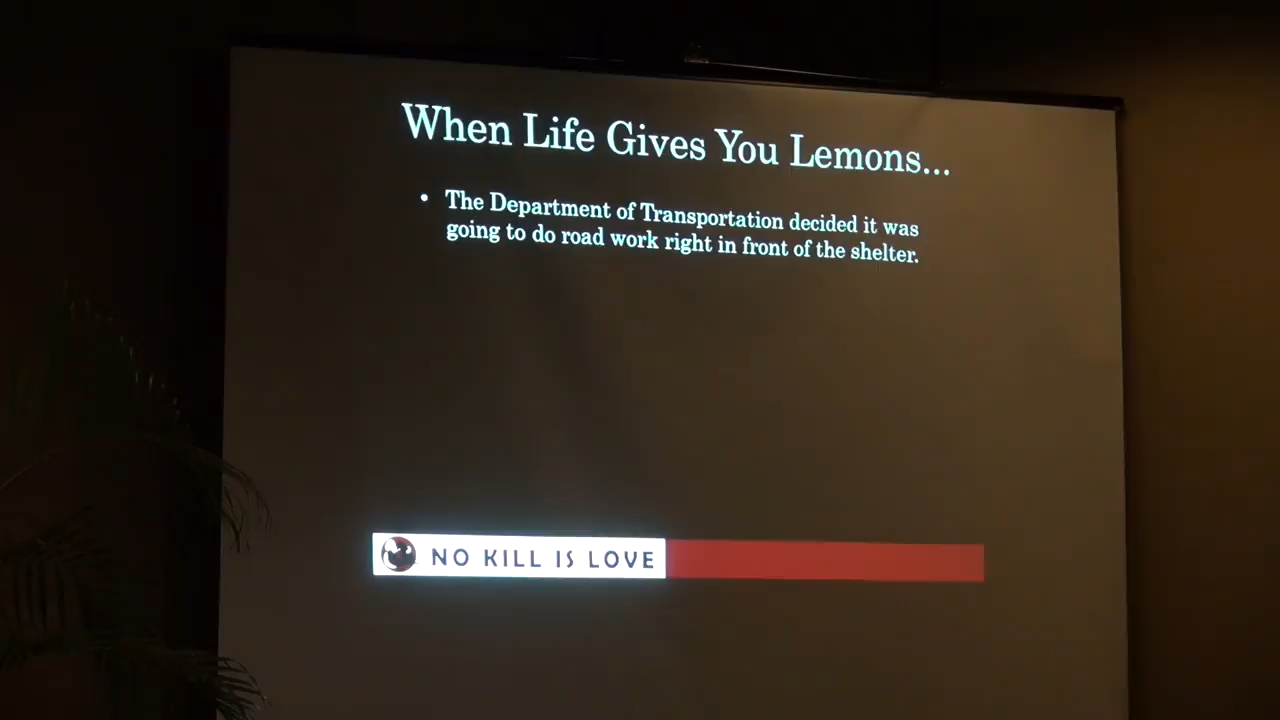 When Life Gives You Lemons...
• The Department of Transportation decided it was
going to do road work right in front of the shelter.
NO KILL IS LOVE